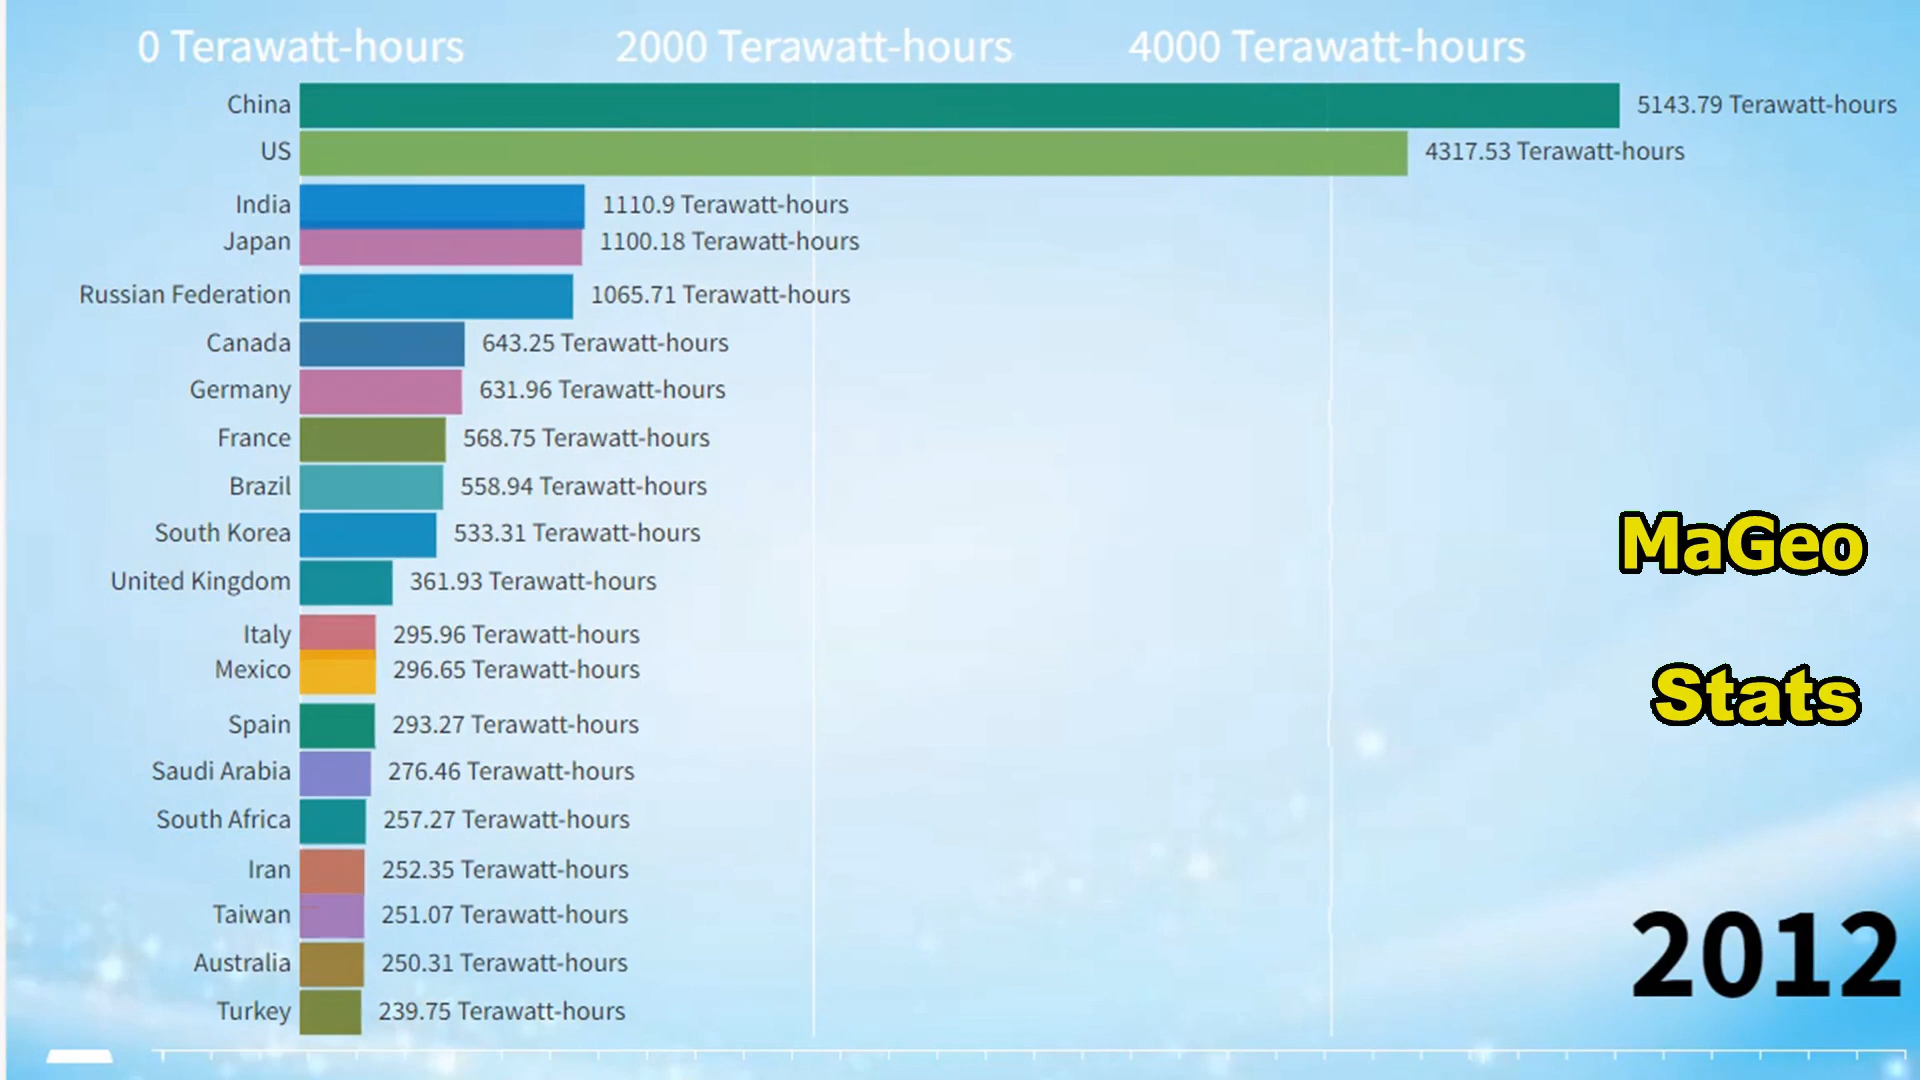 0 Terawatt-hours 2000 Terawatt-hours 4000 Terawatt-hours
China 5143.79 Terawatt-hours
US 4317.53 Terawatt-hours
India 1110.9 Terawatt-hours
Japan 1100.18 Terawatt-hours
Russian Federation 1065.71 Terawatt-hours
Canada 643.25 Terawatt-hours
Germany 631.96 Terawatt-hours
France 568.75 Terawatt-hours
Brazil 558.94 Terawatt-hours
South Korea 533.31 Terawatt-hours
United Kingdom 361.93 Terawatt-hours
Italy 295.96 Terawatt-hours
Mexico 296.65 Terawatt-hours
Spain 293.27 Terawatt-hours
Saudi Arabia 276.46 Terawatt-hours
South Africa 257.27 Terawatt-hours
Iran 252.35 Terawatt-hours
Taiwan 251.07 Terawatt-hours
Australia 250.31 Terawatt-hours
Turkey 239.75 Terawatt-hours
MaGeo
Stats
2012